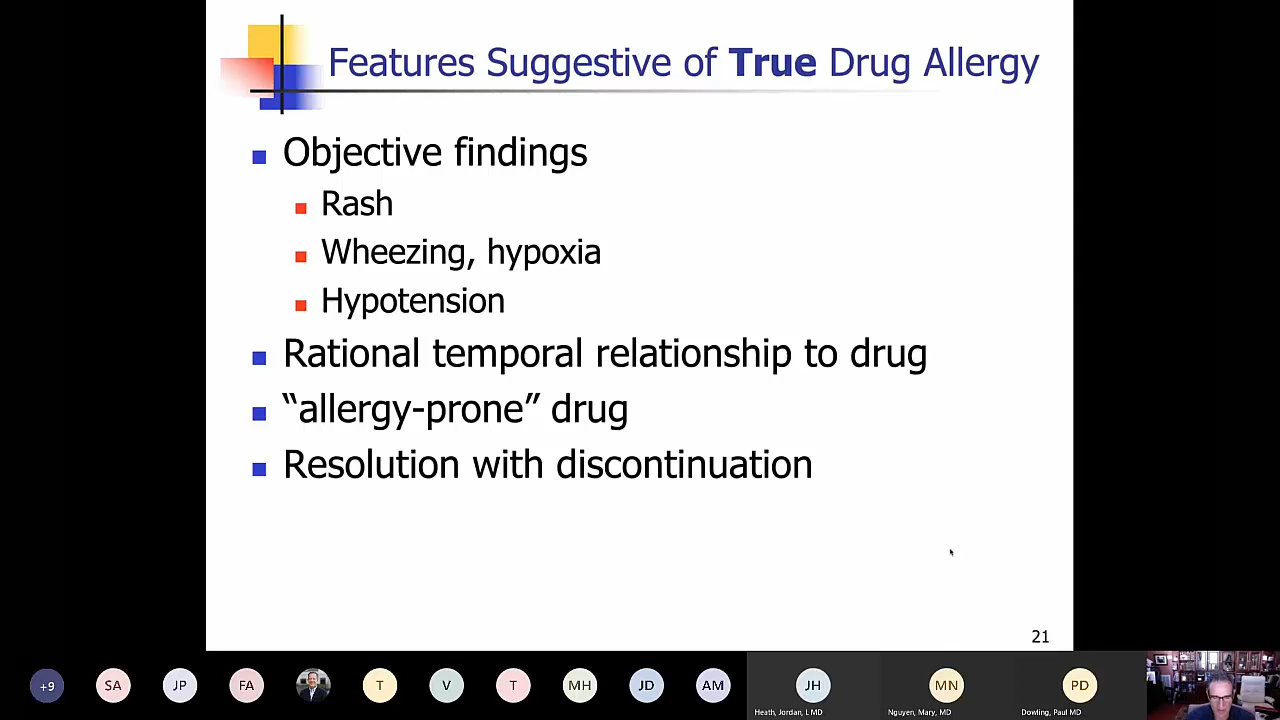 Features Suggestive of True Drug Allergy
Objective findings
Rash
Wheezing, hypoxia
Hypotension
Rational temporal relationship to drug
“allergy-prone” drug
Resolution with discontinuation
21
+9
SA
JP
FA
T
V
T
MH
JD
AM
JH
MN
PD
Heath, Jordan, L MD
Nguyen, Mary, MD
Dowling, Paul MD